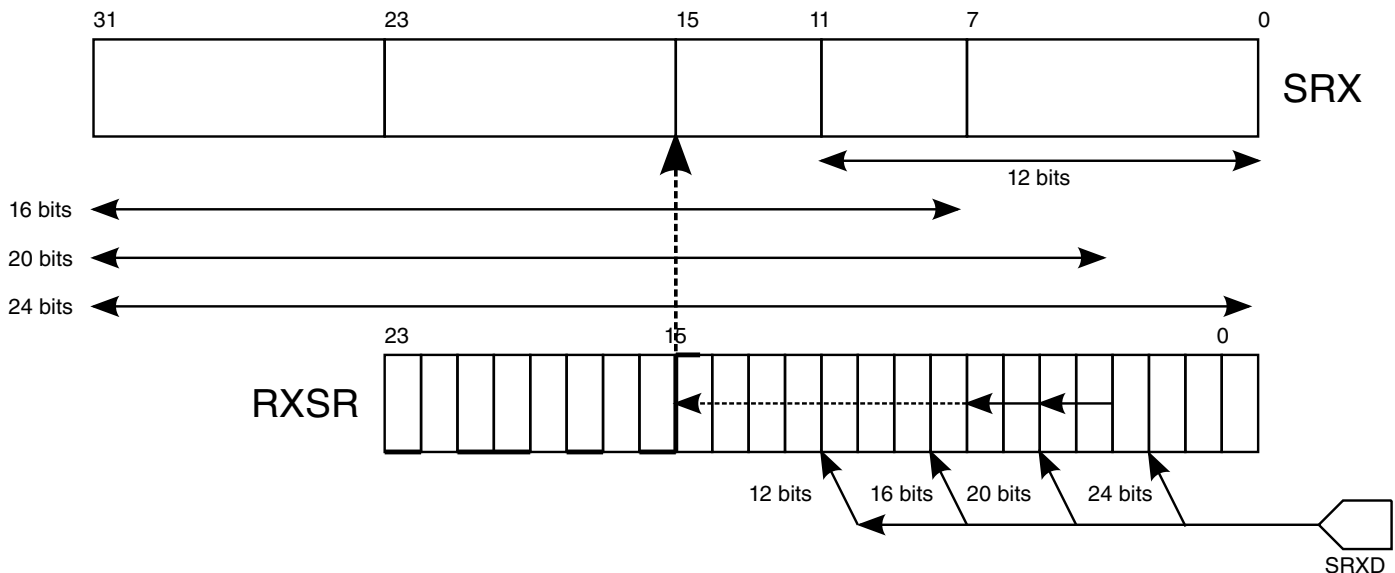 31 23 15 11 7 0
SRX
12 bits
16 bits
20 bits
24 bits
23 15 0
RXSR
12 bits 16 bits 20 bits 24 bits
SRXD